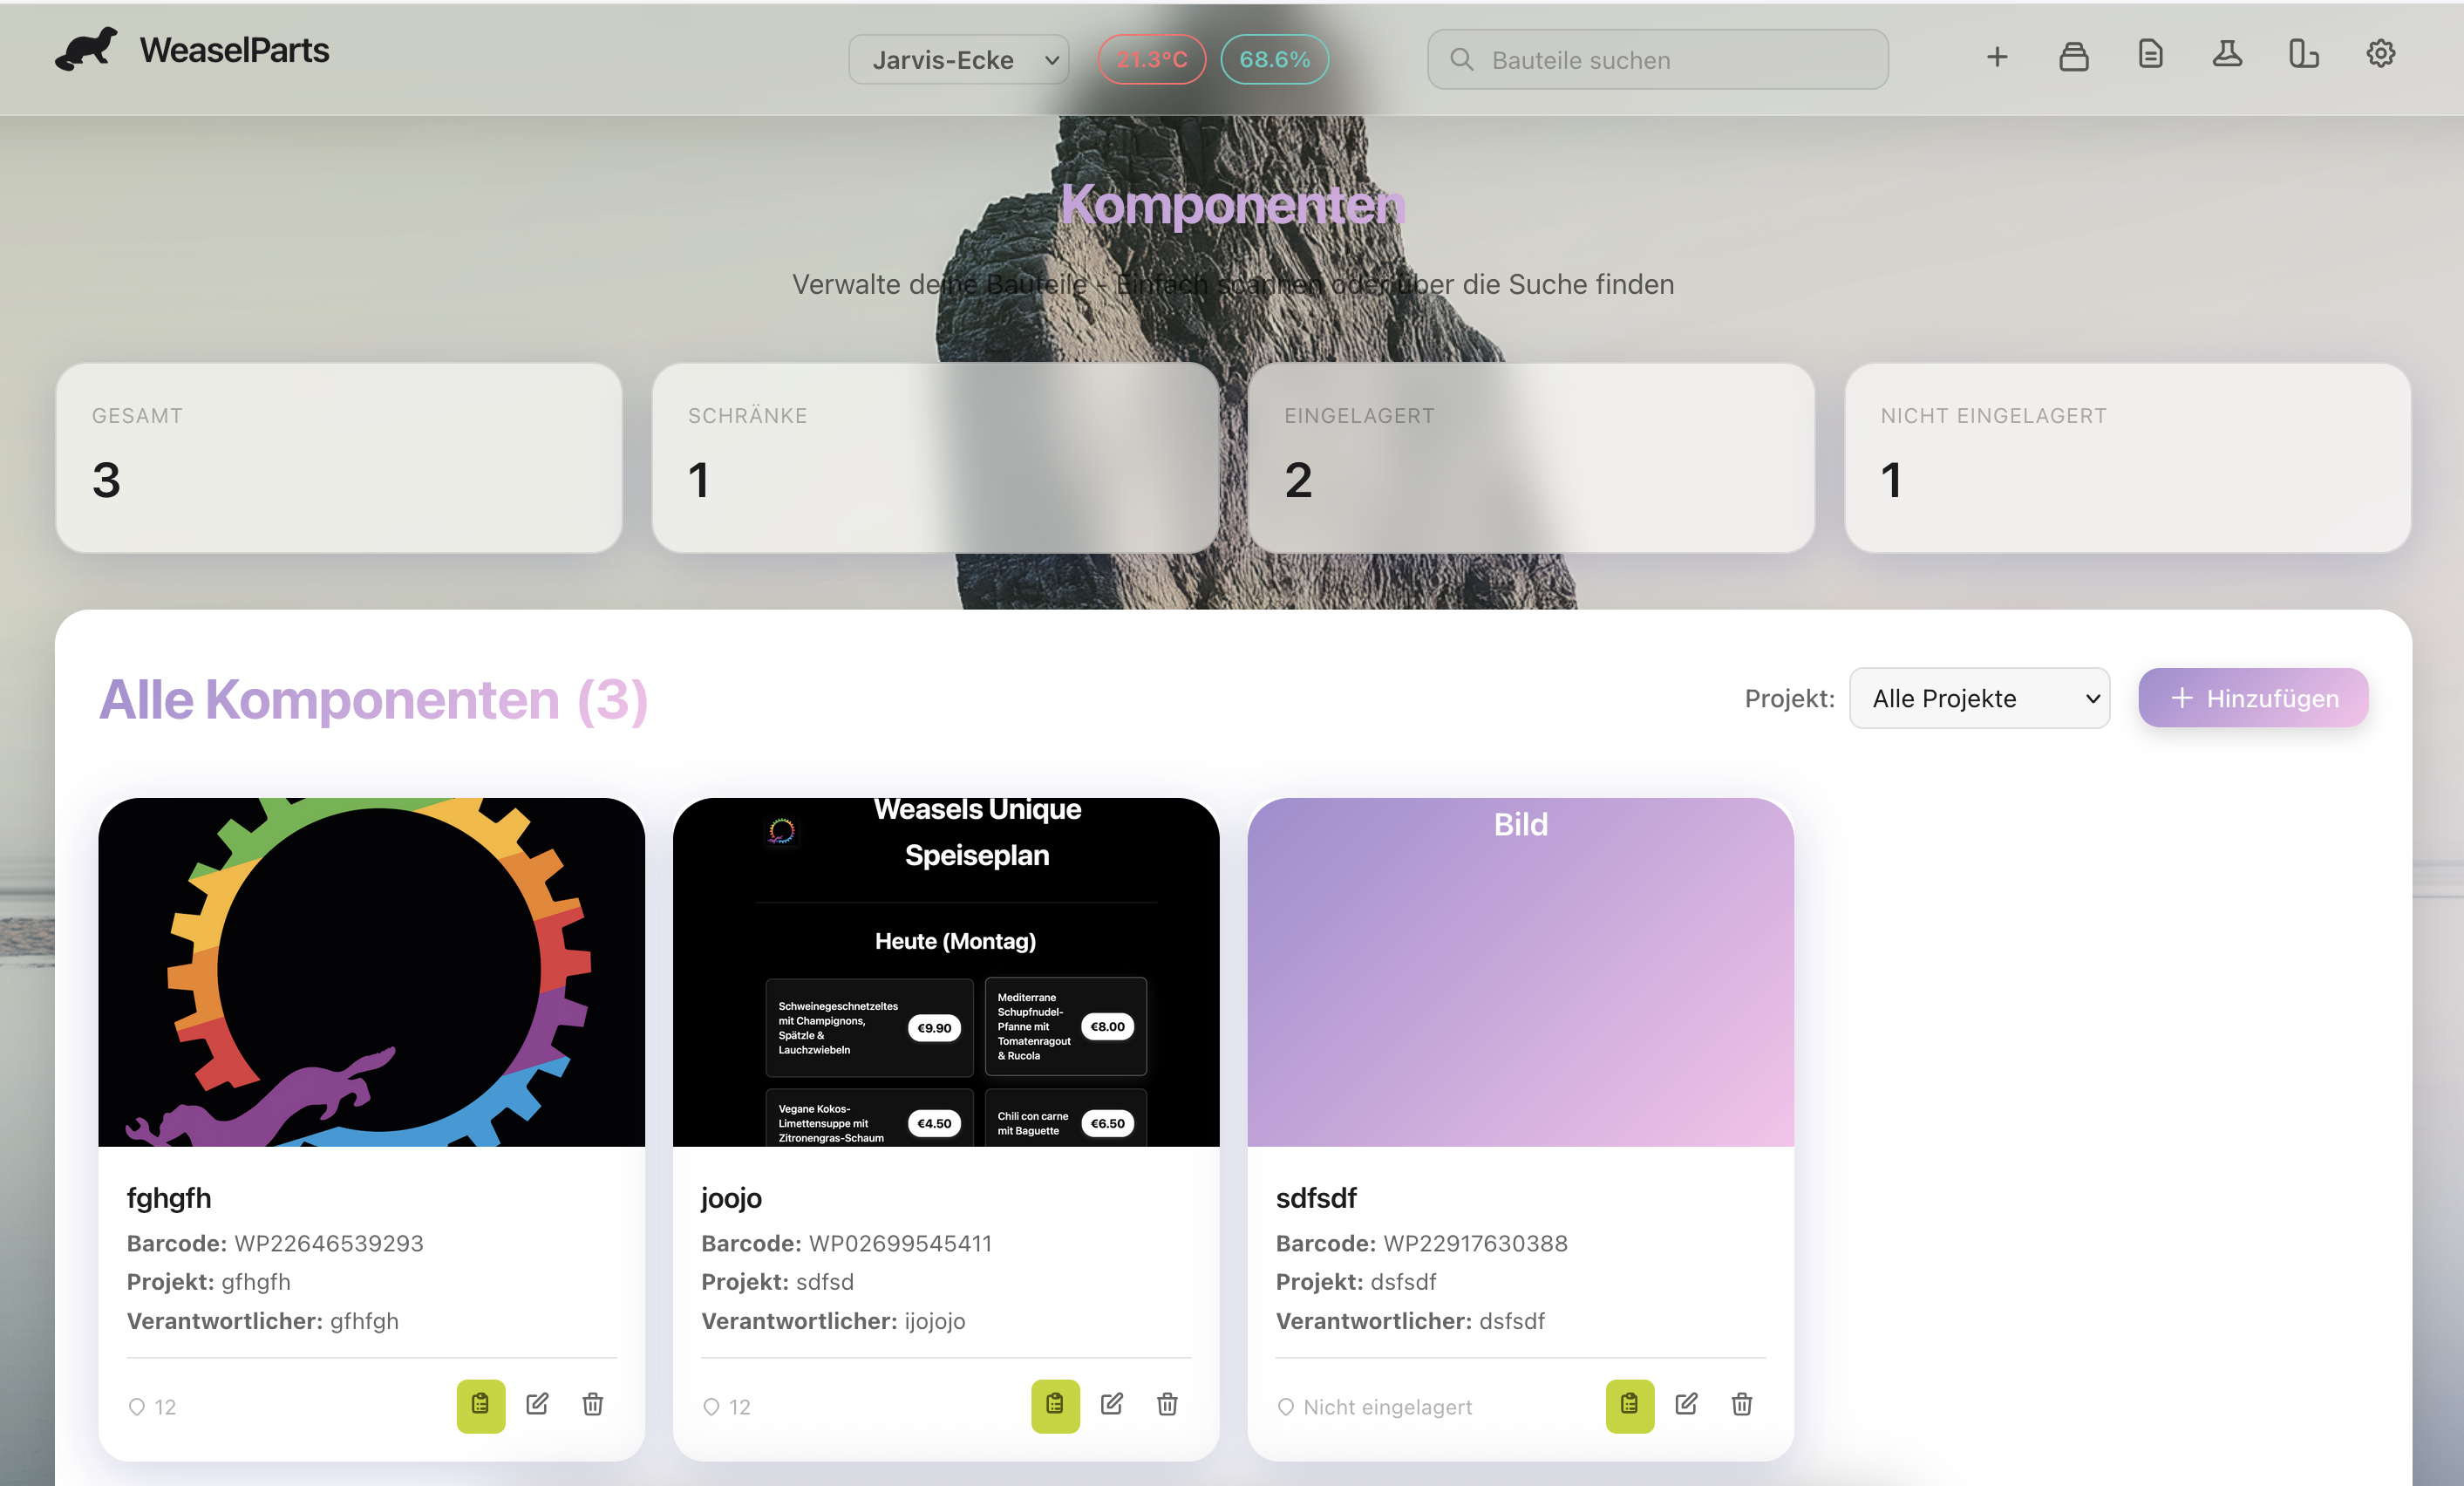 WeaselParts
Jarvis-Ecke
21.3°C
68.6%
Bauteile suchen
Komponenten
Verwalte deine Bauteile - Einfach scannen oder über die Suche finden
GESAMT
3
SCHRÄNKE
1
EINGELAGERT
2
NICHT EINGELAGERT
1
Alle Komponenten (3)
Projekt:
Alle Projekte
+ Hinzufügen
Weasels Unique
Speiseplan
Heute (Montag)
Schweinegeschnetzeltes
mit Champignons,
Spätzle &
Lauchzwiebeln
€9.90
Mediterrane
Schupfnudel-
Pfanne mit
Tomatenragout
& Rucola
€8.00
Vegane Kokos-
Limettensuppe mit
Zitronengras-Schaum
€4.50
Chili con carne
mit Baguette
€6.50
Bild
fghgfh
Barcode: WP22646539293
Projekt: gfhgfh
Verantwortlicher: gfhfgh
12
joojo
Barcode: WP02699545411
Projekt: sdfsd
Verantwortlicher: ijojojo
12
sdfsdf
Barcode: WP22917630388
Projekt: dsfsdf
Verantwortlicher: dsfsdf
Nicht eingelagert